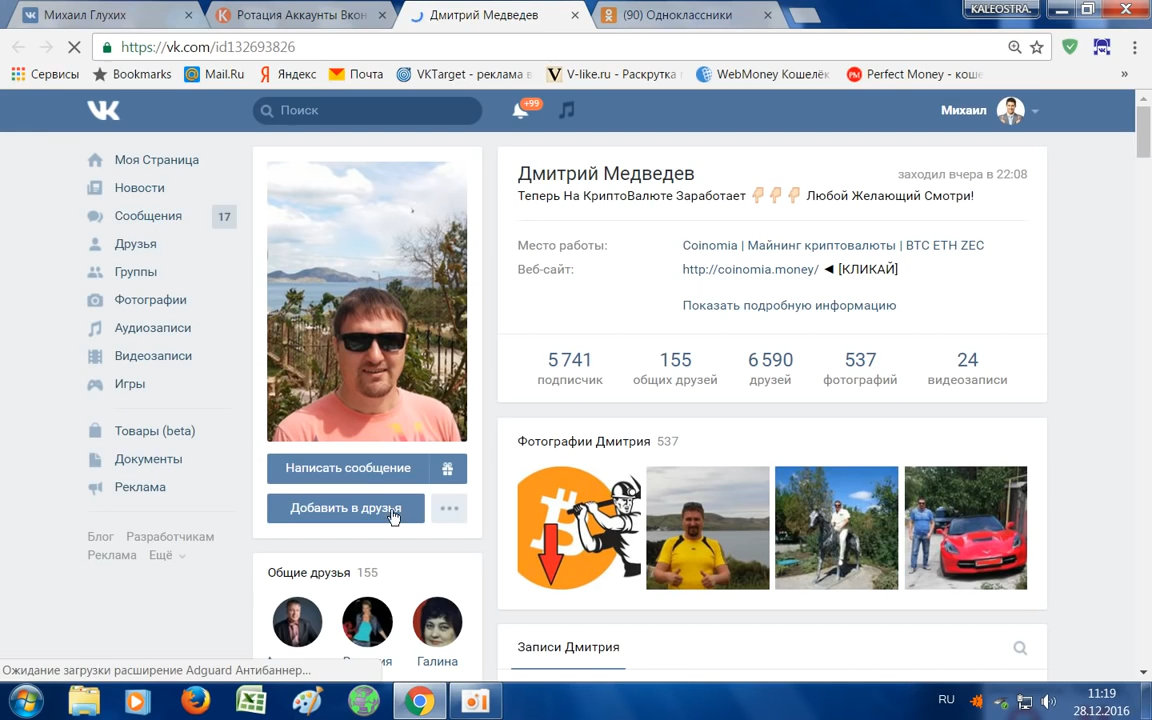 Михаил Глухих
Ротация Аккаунты Вкон
Дмитрий Медведев
(90) Одноклассники
KALEOSTRA.
https://vk.com/id132693826
Сервисы
Bookmarks
Mail.Ru
Яндекс
Почта
VKTarget - реклама в
V-like.ru - Раскрутка
WebMoney Кошелёк
Perfect Money - коше
»
Поиск
+99
Михаил
Моя Страница
Новости
Сообщения 17
Друзья
Группы
Фотографии
Аудиозаписи
Видеозаписи
Игры
Товары (beta)
Документы
Реклама
Блог Разработчикам
Реклама Ещё
Написать сообщение
Добавить в друзья
Общие друзья 155
Галина
Дмитрий Медведев
заходил вчера в 22:08
Теперь На КриптоВалюте Заработает 👇🏻👇🏻👇🏻 Любой Желающий Смотри!
Место работы: Coinomia | Майнинг криптовалюты | BTC ETH ZEC
Веб-сайт: http://coinomia.money/ ◄ [КЛИКАЙ]
Показать подробную информацию
5 741 155 6 590 537 24
подписчик общих друзей друзей фотографий видеозаписи
Фотографии Дмитрия 537
Записи Дмитрия
Ожидание загрузки расширение Adguard Антибаннер...
RU
11:19
28.12.2016